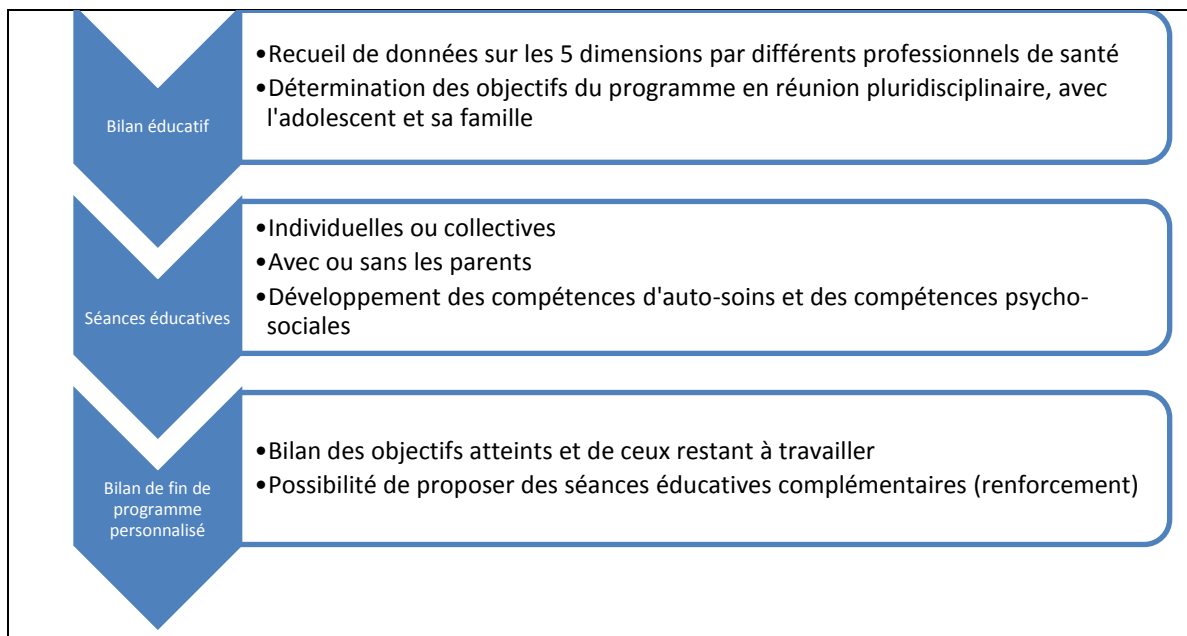 Bilan éducatif
•Recueil de données sur les 5 dimensions par différents professionnels de santé
•Détermination des objectifs du programme en réunion pluridisciplinaire, avec
l'adolescent et sa famille
Séances éducatives
•Individuelles ou collectives
•Avec ou sans les parents
•Développement des compétences d'auto-soins et des compétences psycho-
sociales
Bilan de fin de
programme
personnalisé
•Bilan des objectifs atteints et de ceux restant à travailler
•Possibilité de proposer des séances éducatives complémentaires (renforcement)